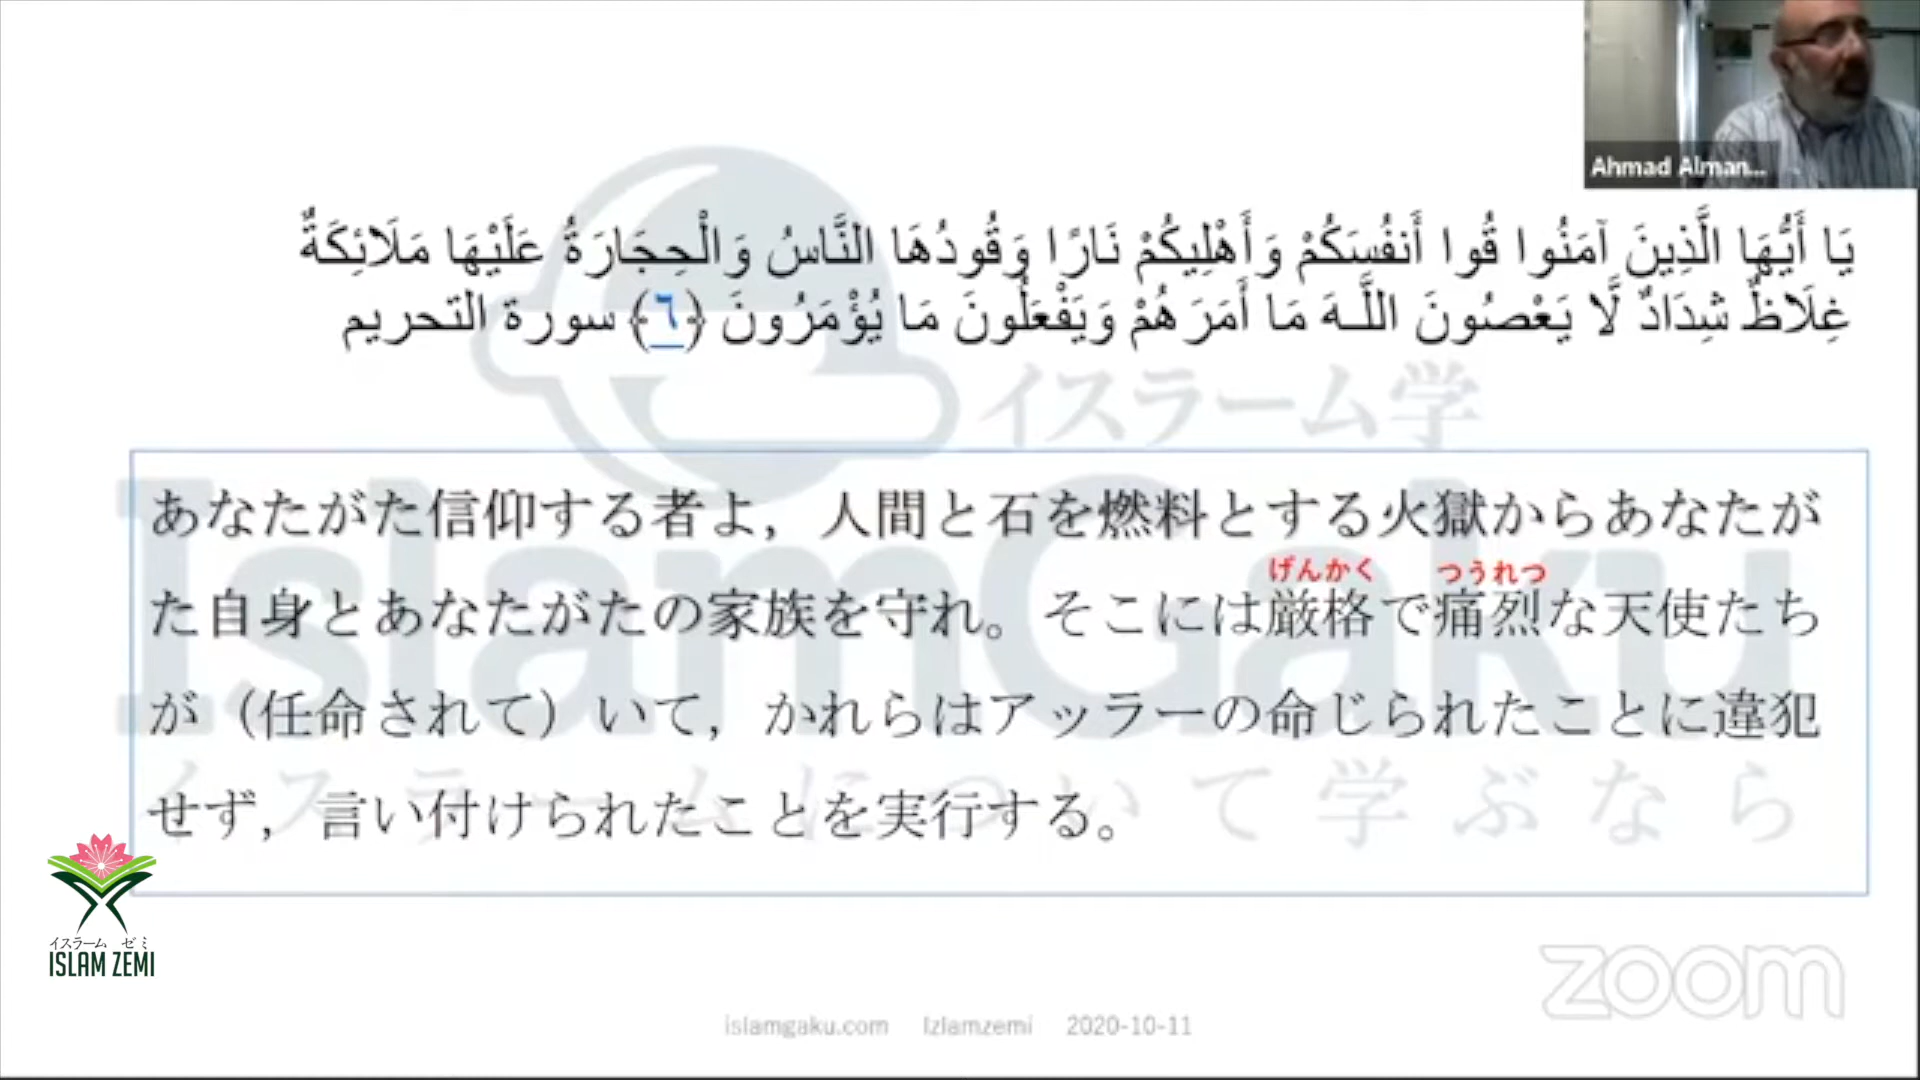 Ahmad Alman...
يَا أَيُّهَا الَّذِينَ آمَنُوا قُوا أَنفُسَكُمْ وَأَهْلِيكُمْ نَارًا وَقُودُهَا النَّاسُ وَالْحِجَارَةُ عَلَيْهَا مَلَائِكَةٌ
غِلَاظٌ شِدَادٌ لَّا يَعْصُونَ اللَّـهَ مَا أَمَرَهُمْ وَيَفْعَلُونَ مَا يُؤْمَرُونَ ﴿٦﴾ سورة التحريم
イスラーム学
IslamGaku
イスラームについて学ぶなら
あなたがた信仰する者よ，人間と石を燃料とする火獄からあなたが
げんかく つうれつ
た自身とあなたがたの家族を守れ。そこには厳格で痛烈な天使たち
が（任命されて）いて，かれらはアッラーの命じられたことに違犯
せず，言い付けられたことを実行する。
イスラーム ゼミ
ISLAM ZEMI
zoom
islamgaku.com Izlamzemi 2020-10-11